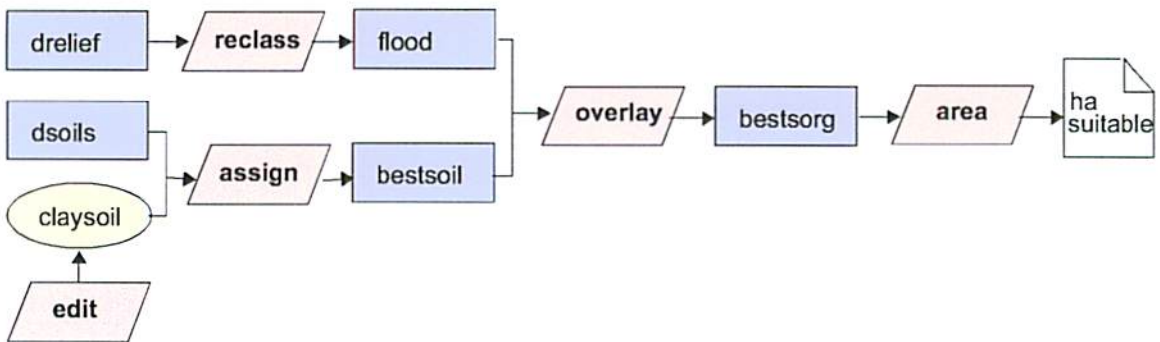 drelief
reclass
flood
dsoils
assign
bestsoil
claysoil
edit
overlay
bestsorg
area
ha
suitable